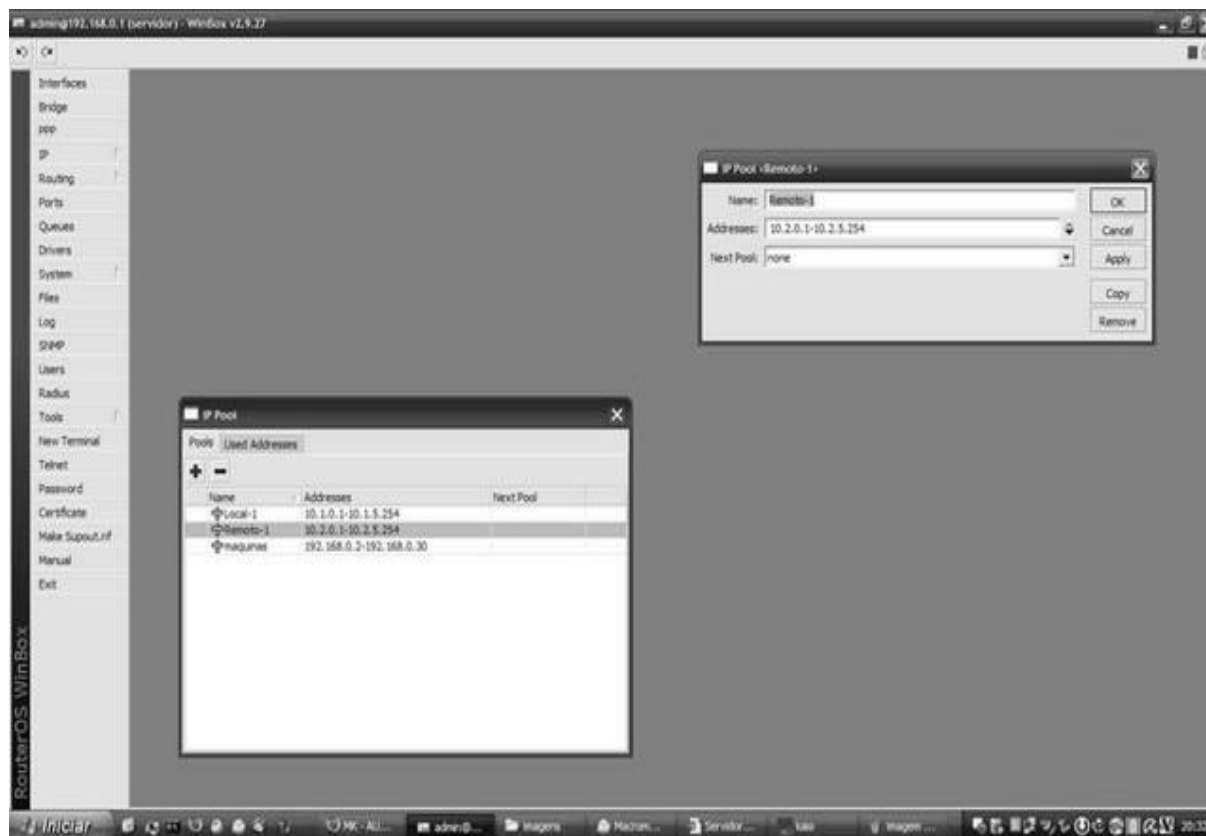 admin@192.168.0.1 (servidor) - WinBox v2.9.27
Interfaces
Bridge
PPP
IP
Routing
Ports
Queues
Drivers
System
Files
Log
SNMP
Users
Radius
Tools
New Terminal
Telnet
Password
Certificate
Make Supout.rif
Manual
Exit
RouterOS WinBox
IP Pool <Remoto-1>
Name: Remoto-1
OK
Addresses: 10.2.0.1-10.2.5.254
Cancel
Next Pool: none
Apply
Copy
Remove
IP Pool
Pools Used Addresses
Name Addresses Next Pool
Local-1 10.1.0.1-10.1.5.254
Remoto-1 10.2.0.1-10.2.5.254
maquinas 192.168.0.2-192.168.0.30
Iniciar
admin@...
Imagens
Servidor...